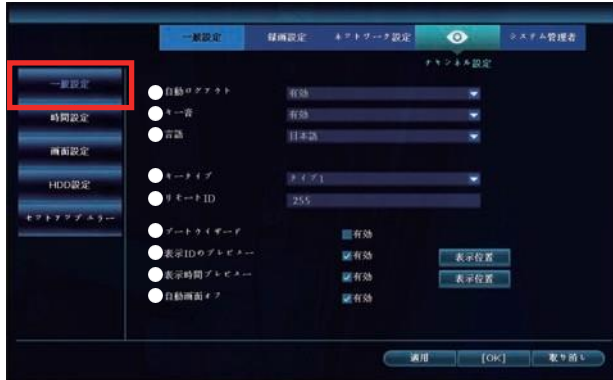 一般設定 録画設定 ネットワーク設定 システム管理者
チャンネル設定
一般設定
時間設定
画面設定
HDD設定
セットアップ エラー
自動ログアウト 有効
キー音 有効
言語 日本語
キータイプ タイプ1
リモートID 255
ブートウィザード 有効
表示IDのプレビュー 有効 表示位置
表示時間プレビュー 有効 表示位置
自動画面オフ 有効
適用 [OK] 取り消し